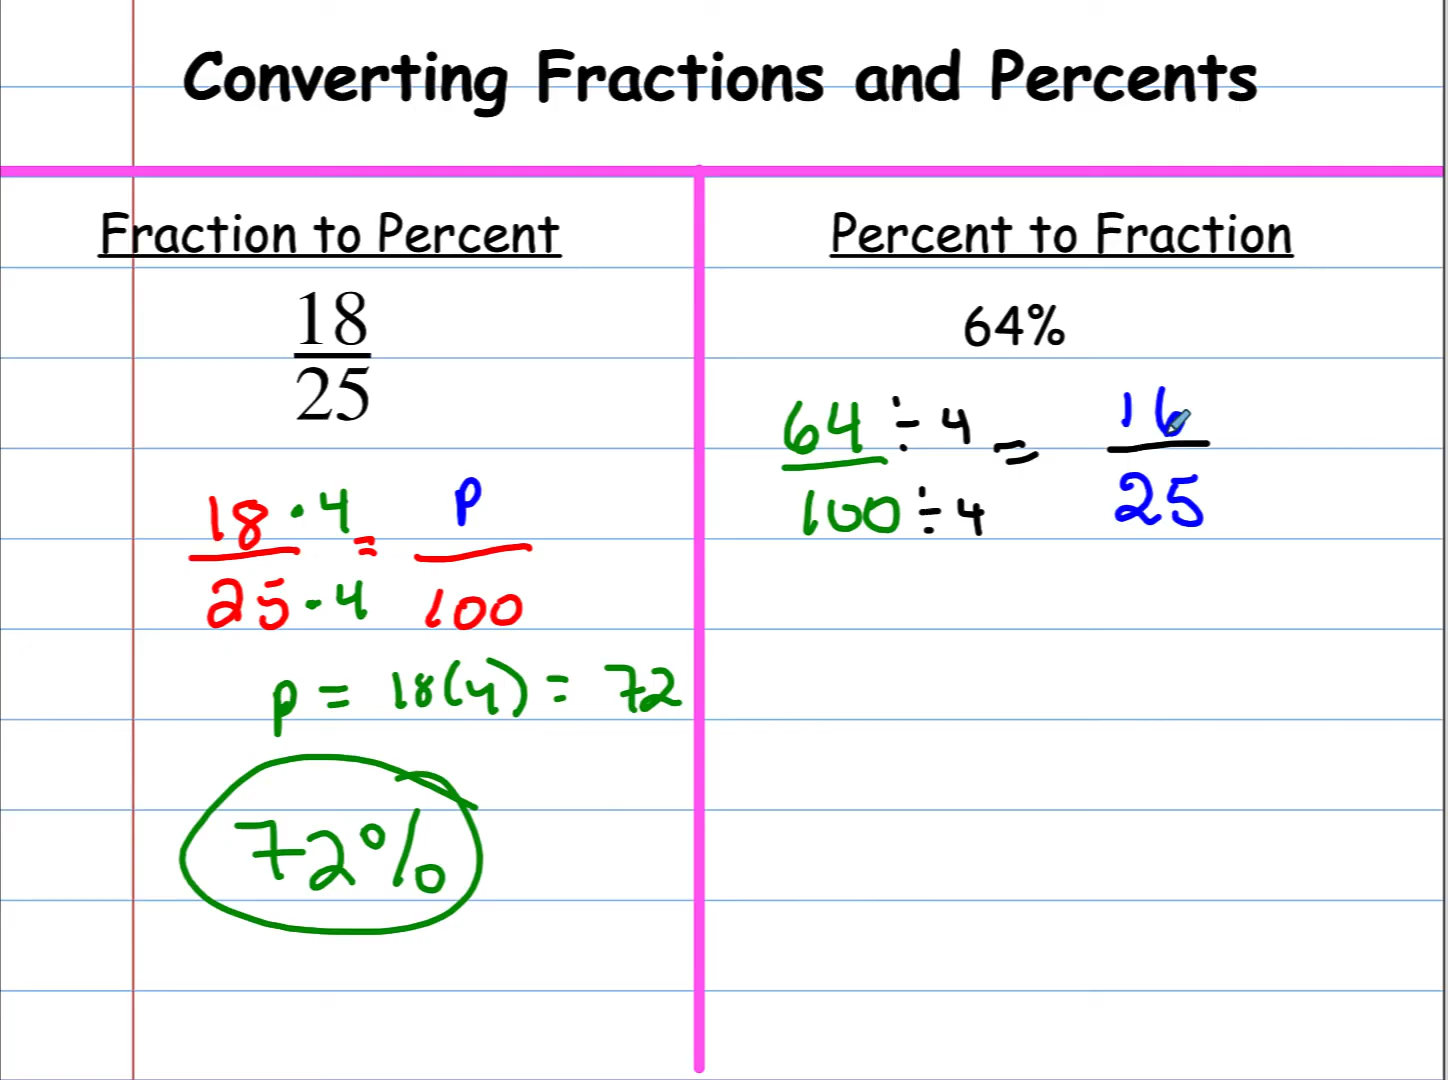 Converting Fractions and Percents
Fraction to Percent
18
25
18 · 4 = p
25 · 4 100
p = 18(4) = 72
72%
Percent to Fraction
64%
64 ÷ 4 = 16
100 ÷ 4 25